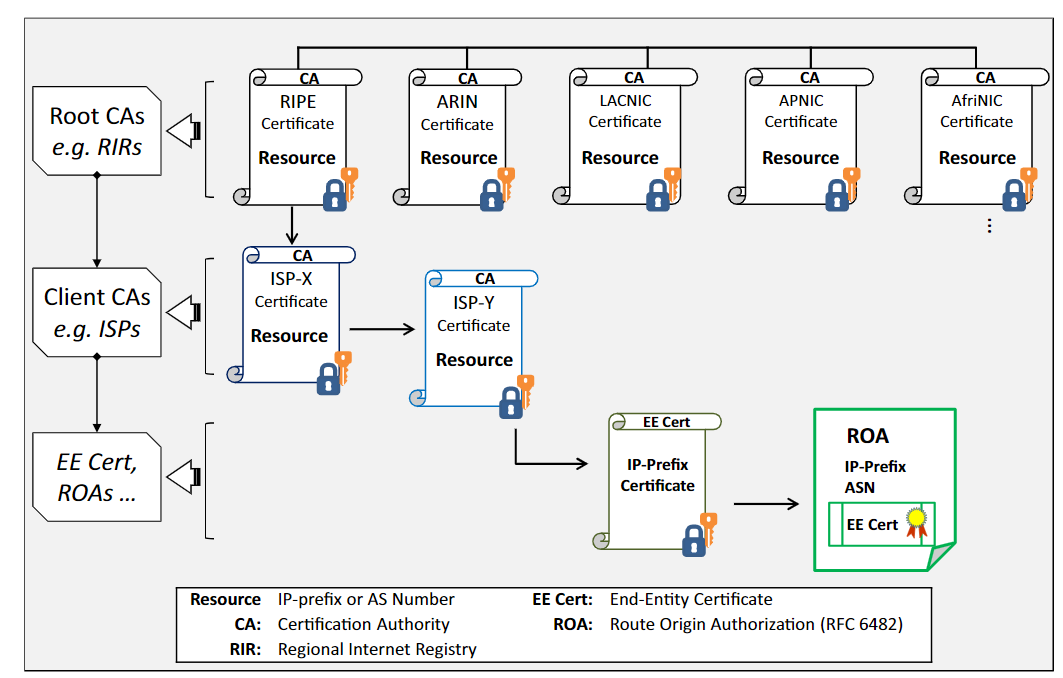 CA
CA
CA
CA
CA
Root CAs
e.g. RIRs
RIPE
Certificate
Resource
ARIN
Certificate
Resource
LACNIC
Certificate
Resource
APNIC
Certificate
Resource
AfriNIC
Certificate
Resource
...
Client CAs
e.g. ISPs
CA
ISP-X
Certificate
Resource
CA
ISP-Y
Certificate
Resource
EE Cert,
ROAs ...
EE Cert
IP-Prefix
Certificate
ROA
IP-Prefix
ASN
EE Cert
Resource IP-prefix or AS Number
CA: Certification Authority
RIR: Regional Internet Registry
EE Cert: End-Entity Certificate
ROA: Route Origin Authorization (RFC 6482)